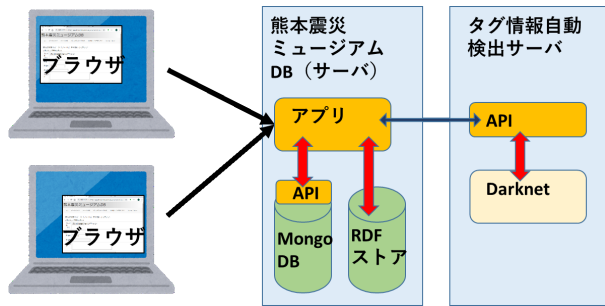 ブラウザ
ブラウザ
熊本震災
ミュージアム
DB（サーバ）
アプリ
API
Mongo
DB
RDF
ストア
タグ情報自動
検出サーバ
API
Darknet